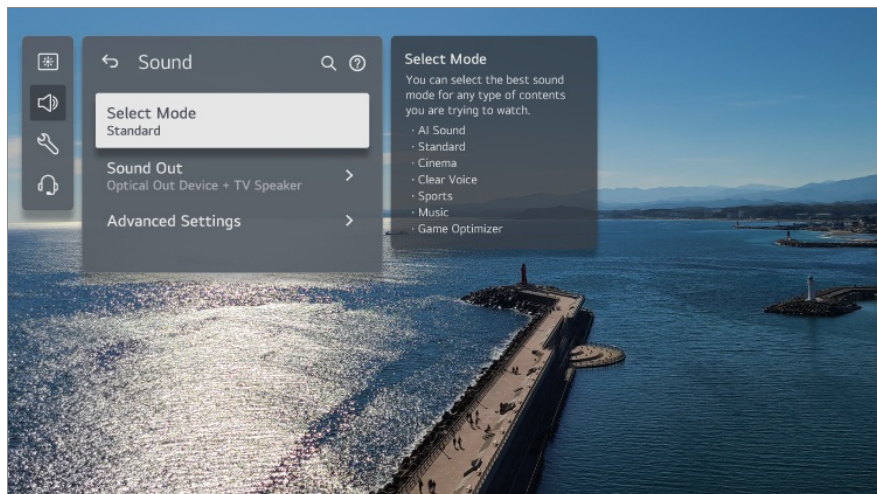 Sound
Select Mode
Standard
Sound Out
Optical Out Device + TV Speaker
Advanced Settings
Select Mode
You can select the best sound
mode for any type of contents
you are trying to watch.
· AI Sound
· Standard
· Cinema
· Clear Voice
· Sports
· Music
· Game Optimizer